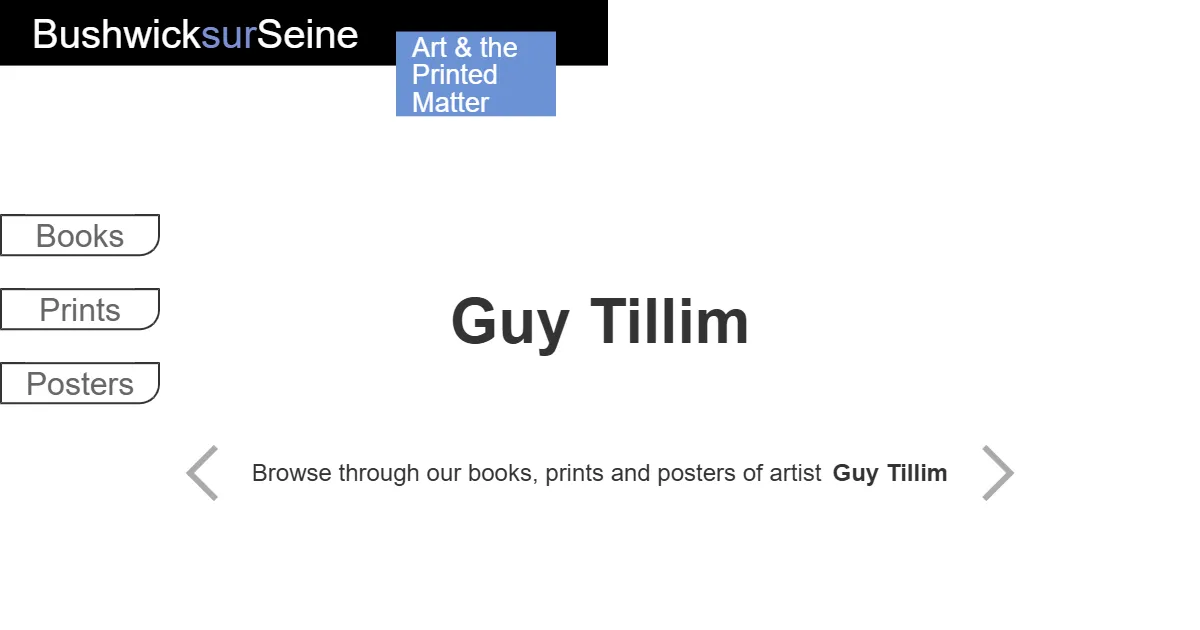 BushwicksurSeine
Art & the
Printed
Matter
Books
Prints
Posters
Guy Tillim
Browse through our books, prints and posters of artist Guy Tillim